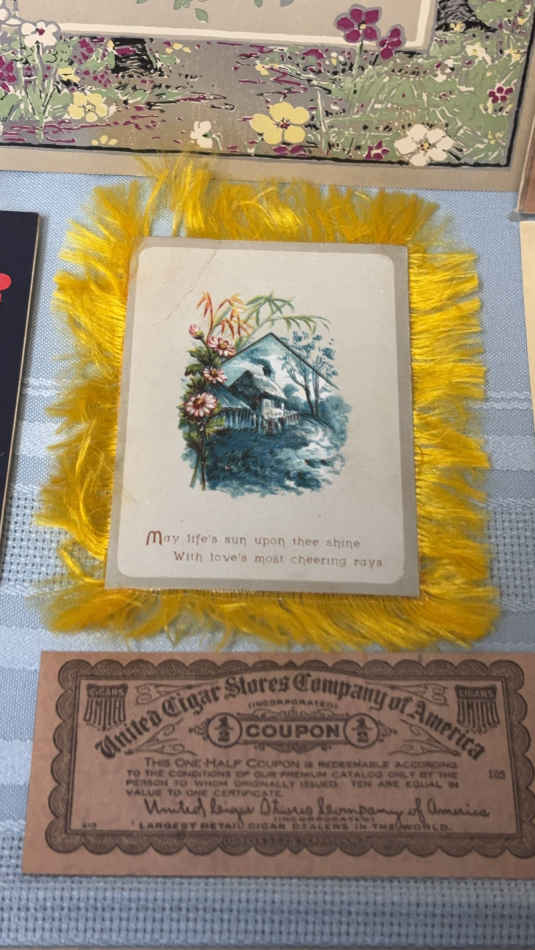 May life's sun upon thee shine
With love's most cheering rays
CIGARS
UNITED
United Cigar Stores Company of America
CIGARS
UNITED
(INCORPORATED)
1/2 COUPON 1/2
THIS ONE-HALF COUPON IS REDEEMABLE ACCORDING
TO THE CONDITIONS OF OUR PREMIUM CATALOG ONLY BY THE
PERSON TO WHOM ORIGINALLY ISSUED. TEN ARE EQUAL IN
VALUE TO ONE CERTIFICATE.
United Cigar Stores Company of America
(INCORPORATED)
LARGEST RETAIL CIGAR DEALERS IN THE WORLD.